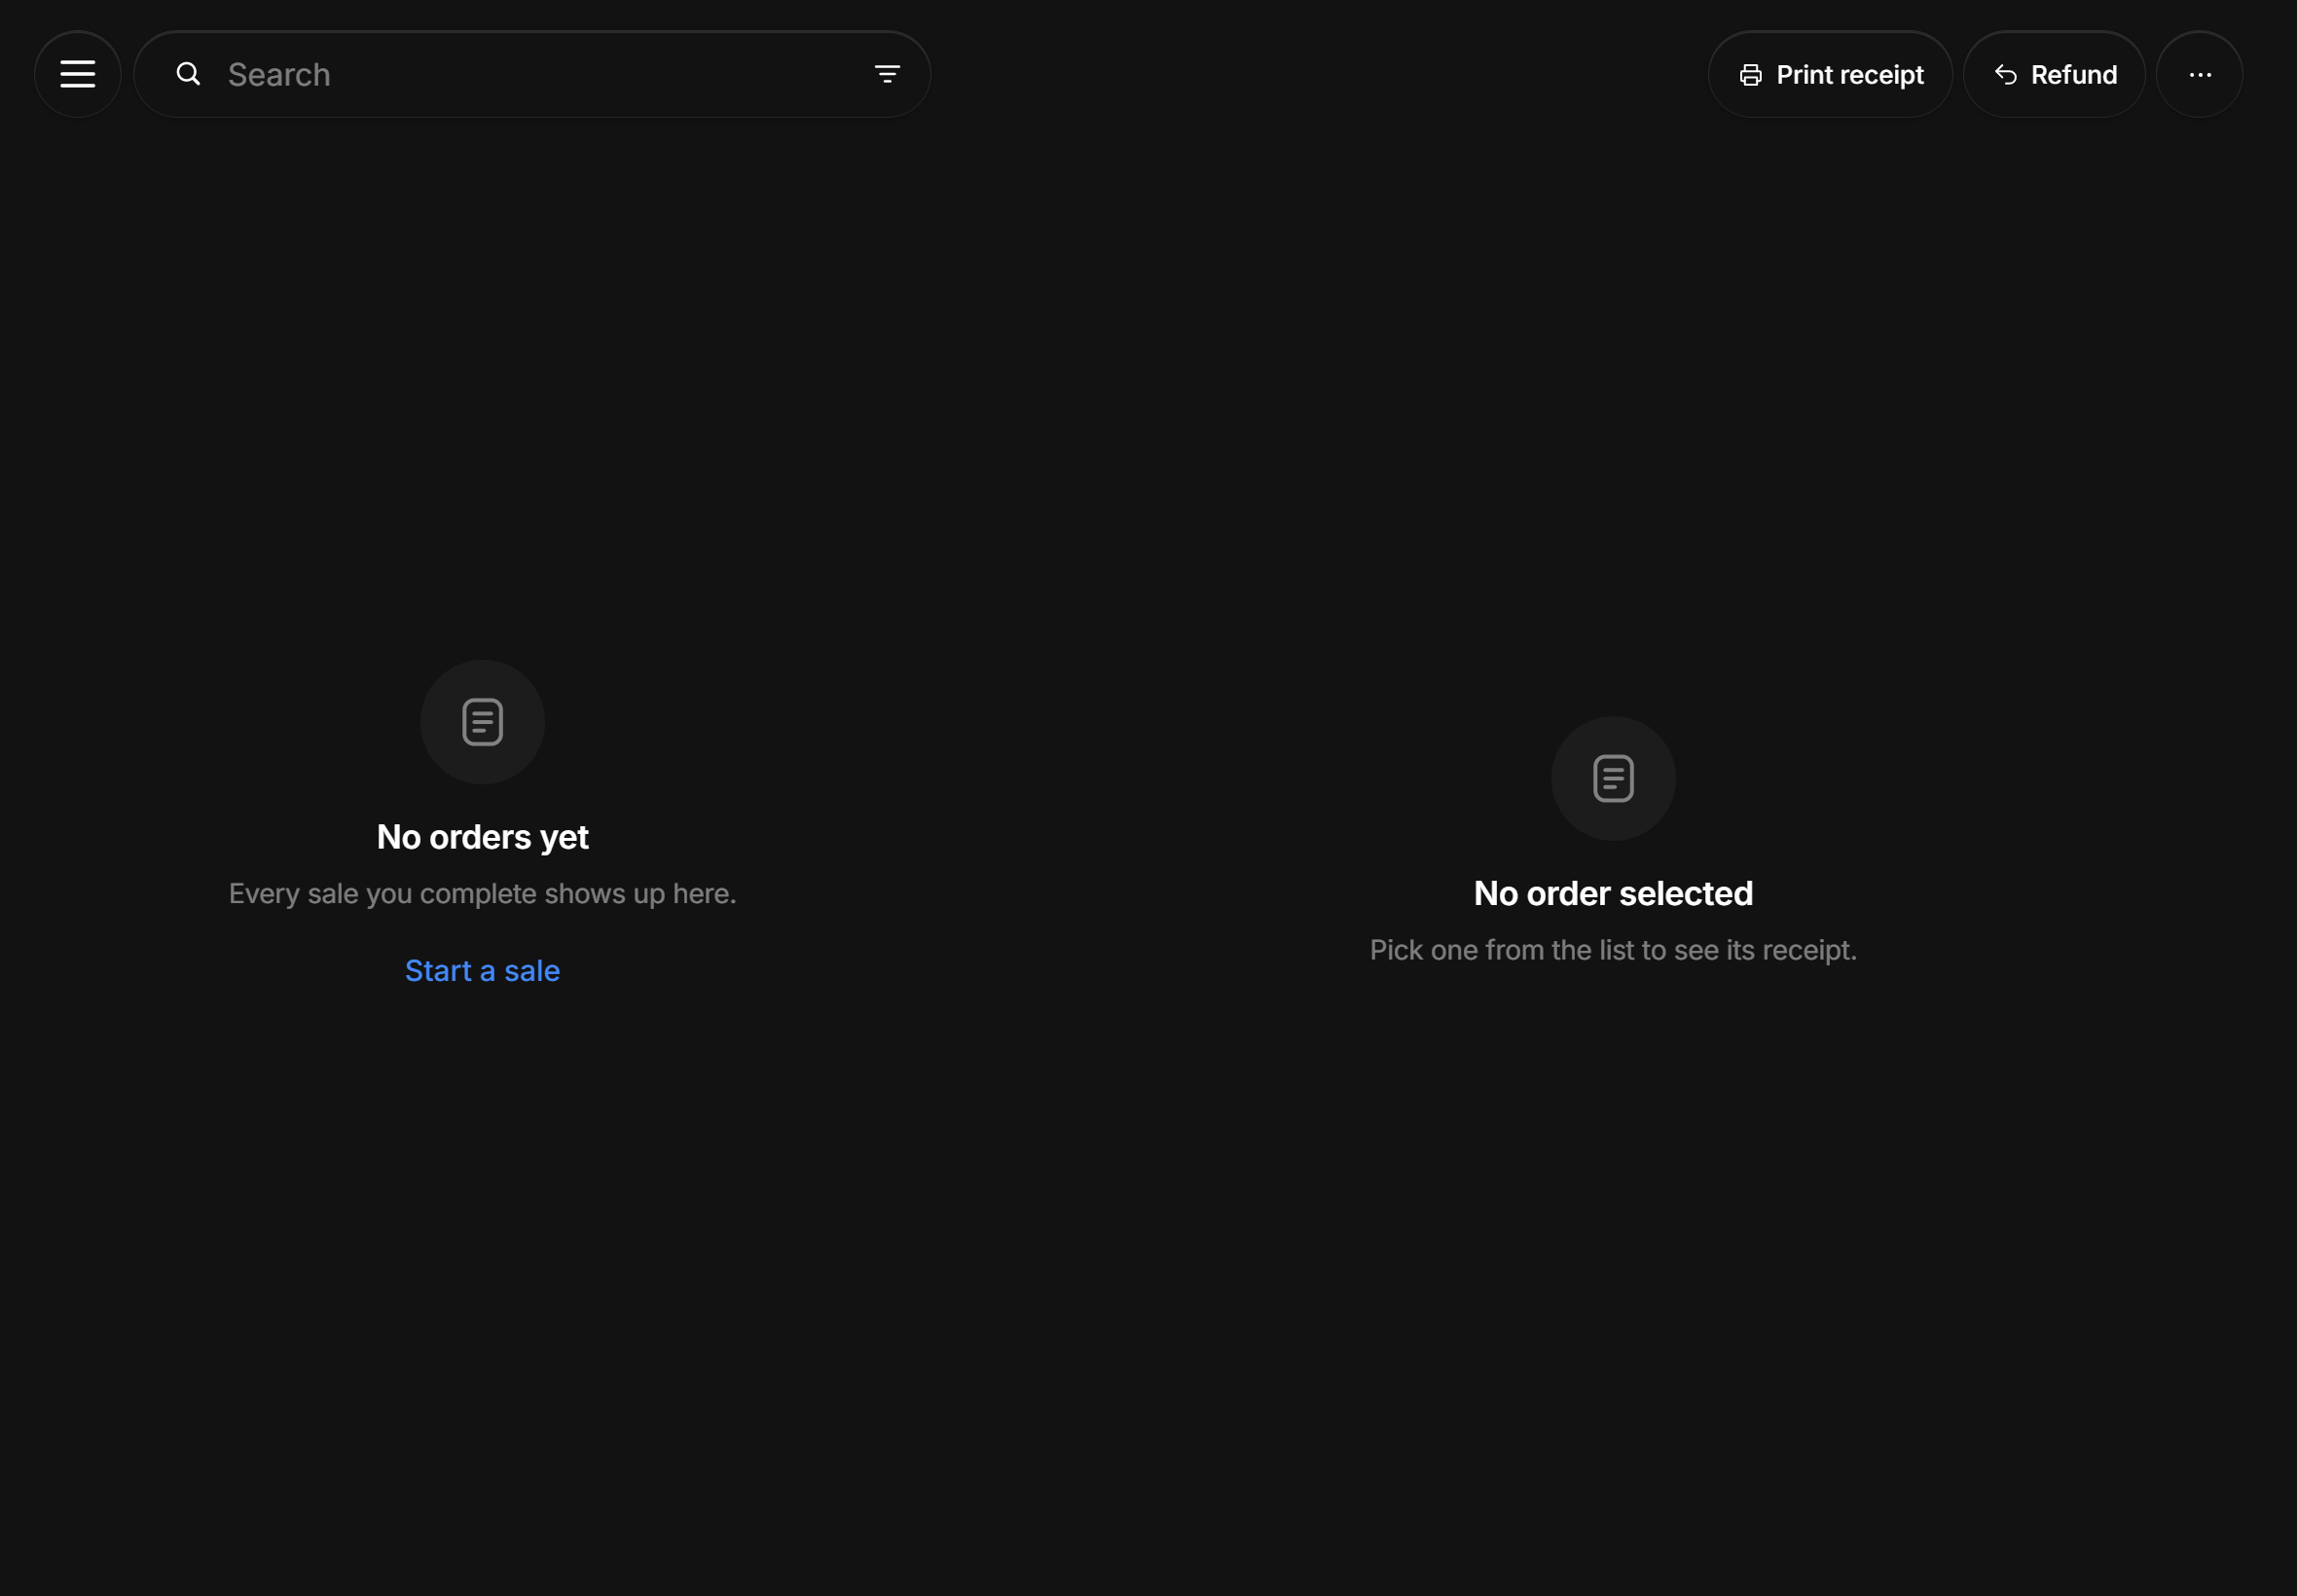 Search
Print receipt
Refund
No orders yet
Every sale you complete shows up here.
Start a sale
No order selected
Pick one from the list to see its receipt.